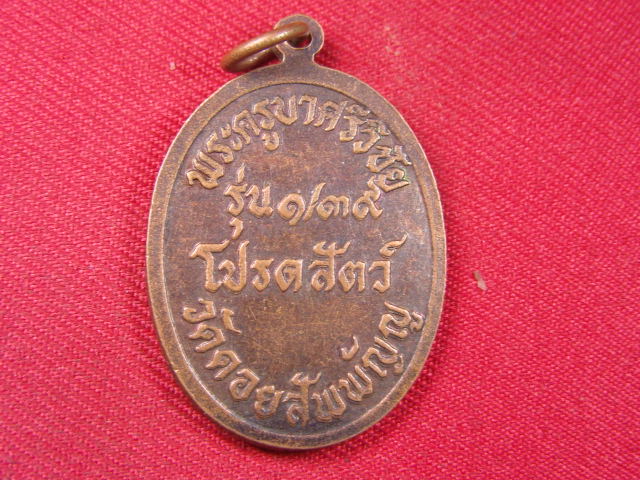 พระครูบาศรีวิชัย
รุ่น ๑/๓๙
โปรดสัตว์
วัดดอยสัพพัญญู